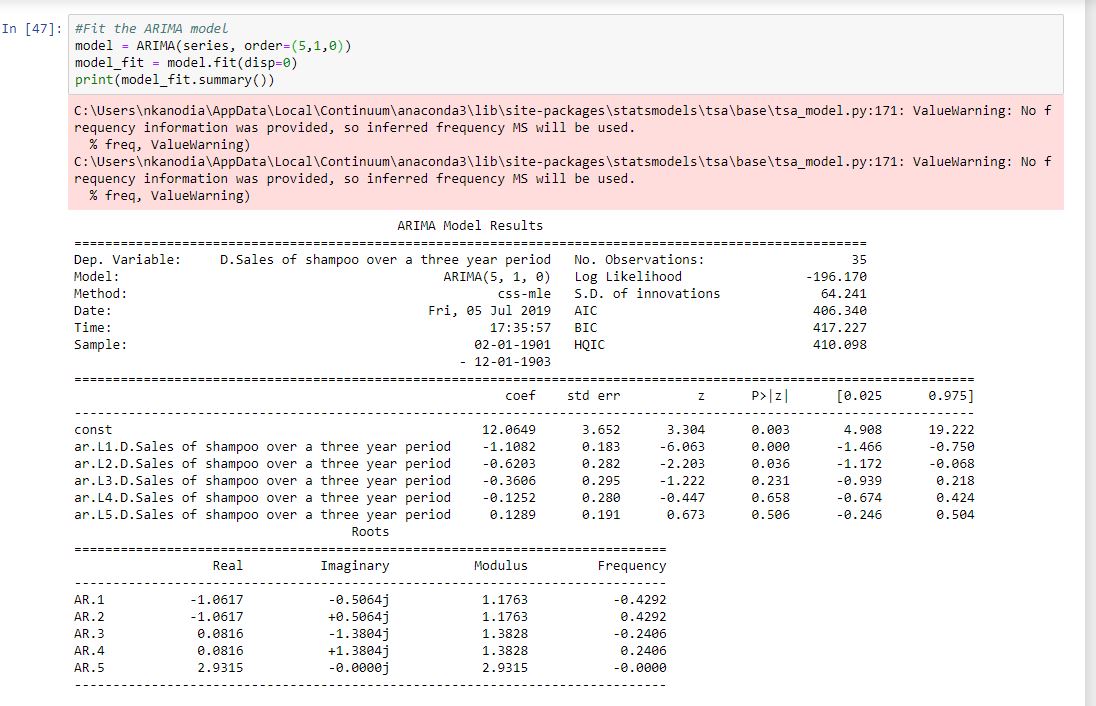 In [47]: #Fit the ARIMA model
model = ARIMA(series, order=(5,1,0))
model_fit = model.fit(disp=0)
print(model_fit.summary())
C:\Users\nkanodia\AppData\Local\Continuum\anaconda3\lib\site-packages\statsmodels\tsa\base\tsa_model.py:171: ValueWarning: No f
requency information was provided, so inferred frequency MS will be used.
% freq, ValueWarning)
C:\Users\nkanodia\AppData\Local\Continuum\anaconda3\lib\site-packages\statsmodels\tsa\base\tsa_model.py:171: ValueWarning: No f
requency information was provided, so inferred frequency MS will be used.
% freq, ValueWarning)
ARIMA Model Results
==============================================================================
Dep. Variable: D.Sales of shampoo over a three year period No. Observations: 35
Model: ARIMA(5, 1, 0) Log Likelihood -196.170
Method: css-mle S.D. of innovations 64.241
Date: Fri, 05 Jul 2019 AIC 406.340
Time: 17:35:57 BIC 417.227
Sample: 02-01-1901 HQIC 410.098
- 12-01-1903
==============================================================================
coef std err z P>|z| [0.025 0.975]
------------------------------------------------------------------------------
const 12.0649 3.652 3.304 0.003 4.908 19.222
ar.L1.D.Sales of shampoo over a three year period -1.1082 0.183 -6.063 0.000 -1.466 -0.750
ar.L2.D.Sales of shampoo over a three year period -0.6203 0.282 -2.203 0.036 -1.172 -0.068
ar.L3.D.Sales of shampoo over a three year period -0.3606 0.295 -1.222 0.231 -0.939 0.218
ar.L4.D.Sales of shampoo over a three year period -0.1252 0.280 -0.447 0.658 -0.674 0.424
ar.L5.D.Sales of shampoo over a three year period 0.1289 0.191 0.673 0.506 -0.246 0.504
Roots
==============================================================================
Real Imaginary Modulus Frequency
------------------------------------------------------------------------------
AR.1 -1.0617 -0.5064j 1.1763 -0.4292
AR.2 -1.0617 +0.5064j 1.1763 0.4292
AR.3 0.0816 -1.3804j 1.3828 -0.2406
AR.4 0.0816 +1.3804j 1.3828 0.2406
AR.5 2.9315 -0.0000j 2.9315 -0.0000
------------------------------------------------------------------------------